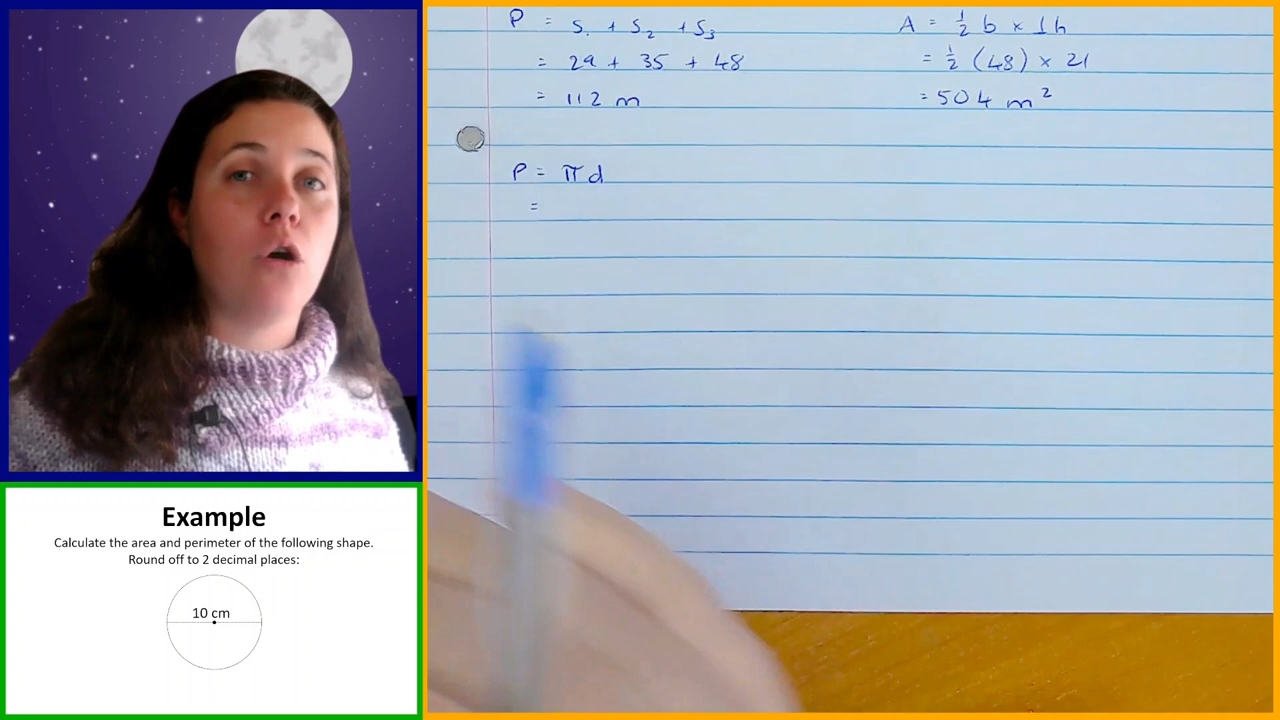 P = S₁ + S₂ + S₃
= 29 + 35 + 48
= 112 m
A = ½ b × ⊥h
= ½ (48) × 21
= 504 m²
P = πd
=
Example
Calculate the area and perimeter of the following shape.
Round off to 2 decimal places:
10 cm